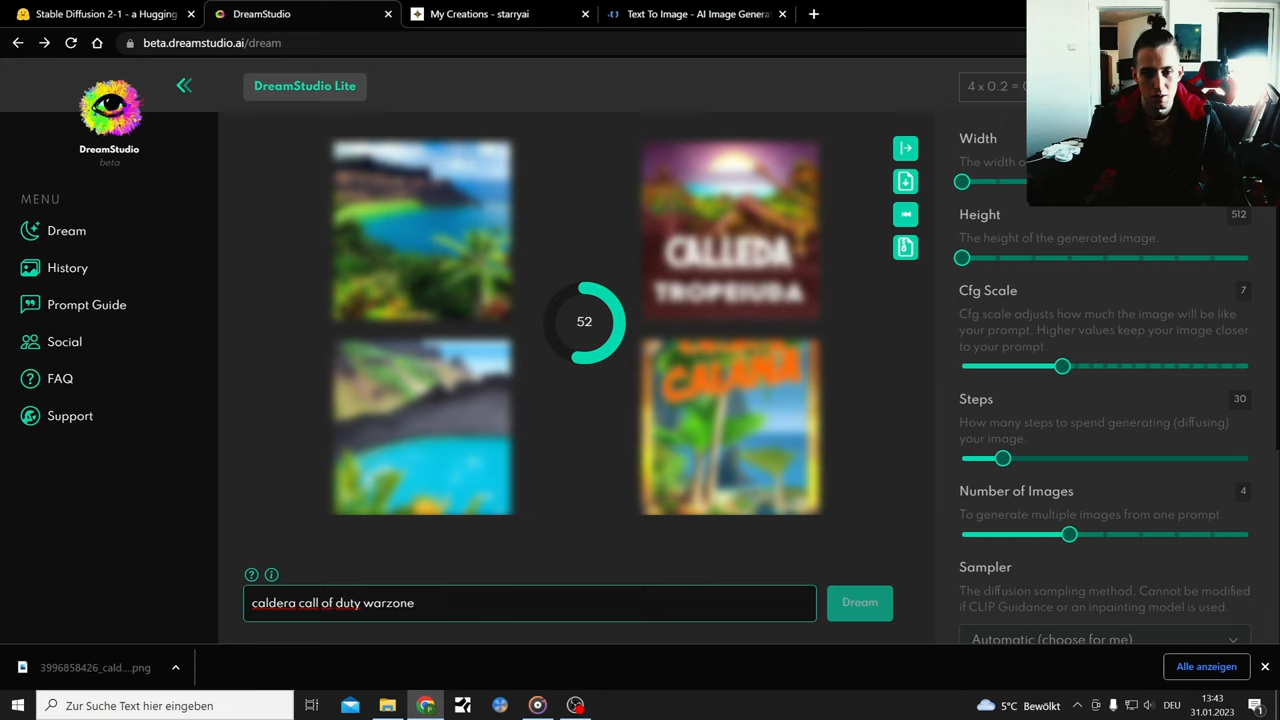 Stable Diffusion 2-1 - a Hugging
DreamStudio
My Creations - starryai
Text To Image - AI Image Genera
beta.dreamstudio.ai/dream
DreamStudio
beta
MENU
Dream
History
Prompt Guide
Social
FAQ
Support
DreamStudio Lite
4 x 0.2 =
CALLEDA
TROPEIUDA
CALANA
52
caldera call of duty warzone
Dream
Width
The width o
Height
512
The height of the generated image.
Cfg Scale
7
Cfg scale adjusts how much the image will be like
your prompt. Higher values keep your image closer
to your prompt.
Steps
30
How many steps to spend generating (diffusing)
your image.
Number of Images
4
To generate multiple images from one prompt.
Sampler
The diffusion sampling method. Cannot be modified
if CLIP Guidance or an inpainting model is used.
Automatic (choose for me)
3996858426_cald....png
Alle anzeigen
Zur Suche Text hier eingeben
5°C Bewölkt
DEU
13:43
31.01.2023
1